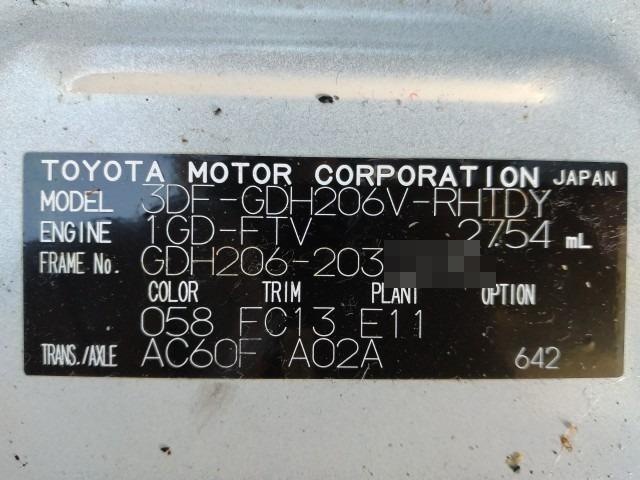 TOYOTA MOTOR CORPORATION JAPAN
MODEL 3DF-GDH206V-RHTDY
ENGINE 1GD-FTV 2754 mL
FRAME No. GDH206-203
COLOR TRIM PLANT OPTION
058 FC13 E11
TRANS./AXLE AC60F A02A 642